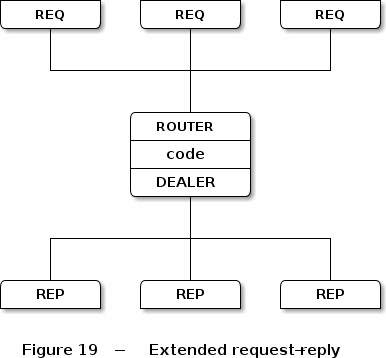 REQ REQ REQ
ROUTER
code
DEALER
REP REP REP
Figure 19 – Extended request-reply